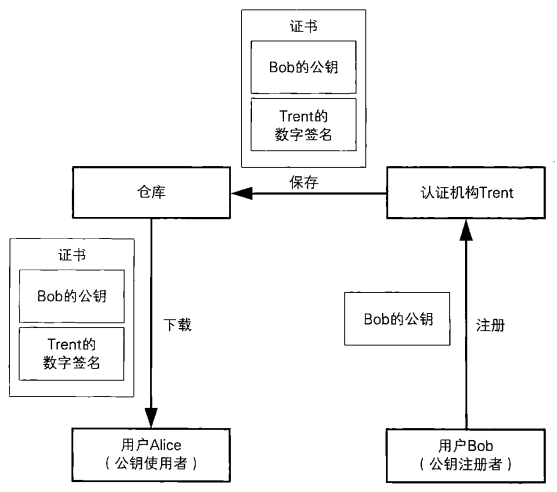 证书
Bob的公钥
Trent的
数字签名
仓库
保存
认证机构Trent
证书
Bob的公钥
Trent的
数字签名
下载
Bob的公钥
注册
用户Alice
（公钥使用者）
用户Bob
（公钥注册者）